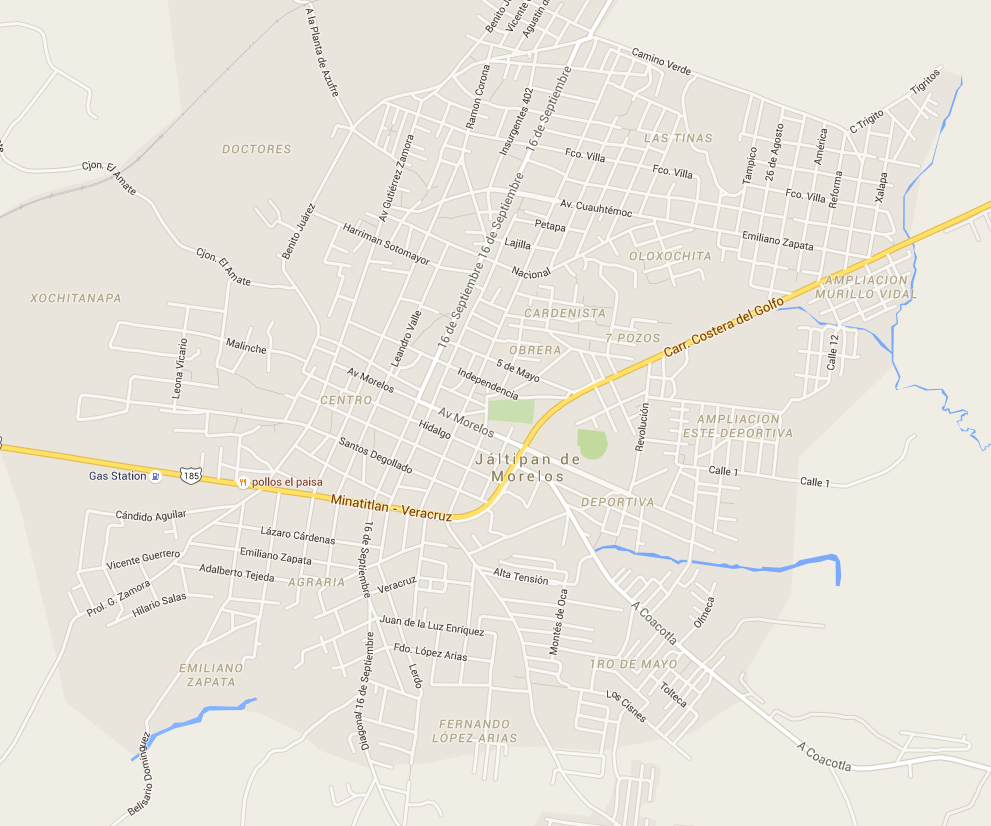 Benito Ju
Vicente
Agustín d
A la Planta de Azufre
Camino Verde
Ramon Corona
Insurgentes 402
16 de Septiembre
Tigritos
C Trigito
LAS TINAS
DOCTORES
Fco. Villa
Fco. Villa
Tampico
26 de Agosto
América
Reforma
Xalapa
Fco. Villa
Cjon. El Amate
Av Gutiérrez Zamora
16 de Septiembre
Av. Cuauhtémoc
Petapa
Benito Juárez
Harriman Sotomayor
Lajilla
Emiliano Zapata
OLOXOCHITA
Cjon. El Amate
Nacional
16 de Septiembre
AMPLIACION
MURILLO VIDAL
XOCHITANAPA
CARDENISTA
Carr. Costera del Golfo
Leandro Valle
7 POZOS
Malinche
OBRERA
Calle 12
Leona Vicario
5 de Mayo
Av Morelos
Independencia
CENTRO
Av Morelos
Hidalgo
Revolución
AMPLIACION
ESTE DEPORTIVA
Santos Degollado
Jáltipan de
Morelos
Calle 1
Calle 1
Gas Station
185
pollos el paisa
Minatitlan - Veracruz
DEPORTIVA
Cándido Aguilar
16 de Septiembre
Lázaro Cárdenas
Vicente Guerrero
Emiliano Zapata
Adalberto Tejeda
AGRARIA
Veracruz
Alta Tensión
Prol. G. Zamora
Hilario Salas
Montés de Oca
A Coacotla
Olmeca
Juan de la Luz Enríquez
Fdo. López Arias
EMILIANO
ZAPATA
Lerdo
1RO DE MAYO
Tolteca
Los Cisnes
Diagonal 16 de Septiembre
FERNANDO
LÓPEZ ARIAS
A Coacotla
Belisario Domínguez